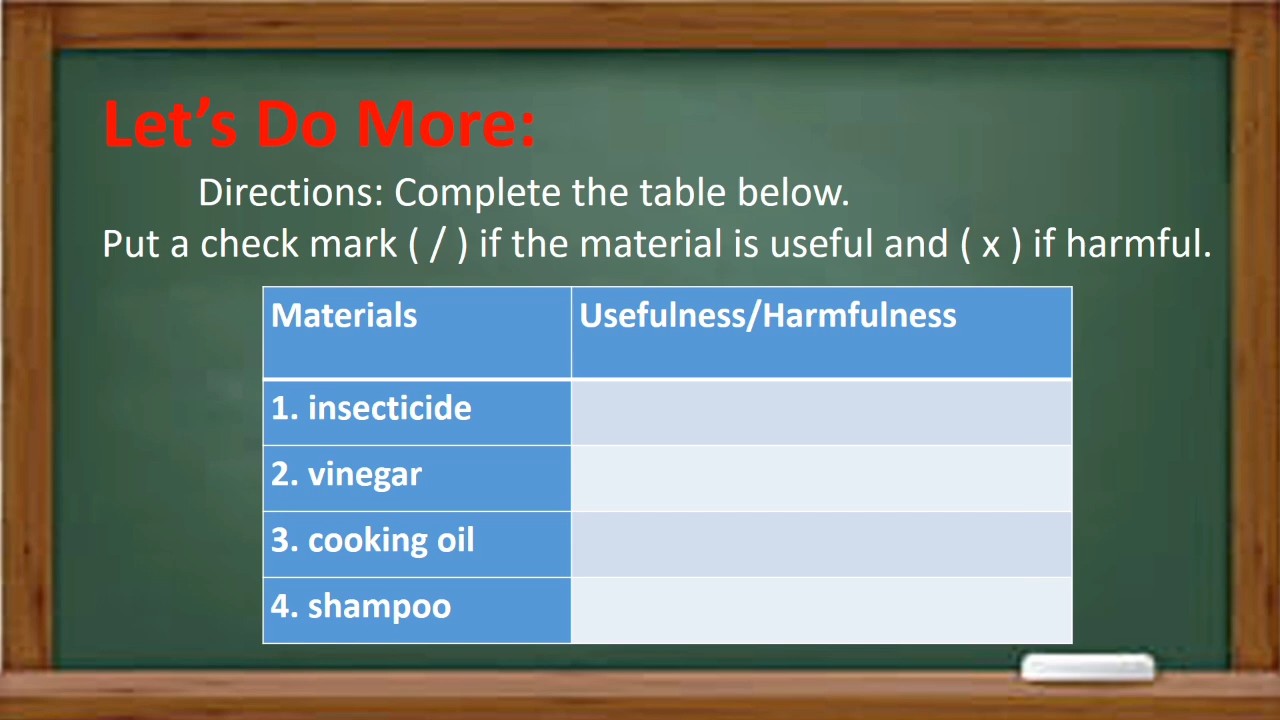 Let’s Do More:
Directions: Complete the table below.
Put a check mark ( / ) if the material is useful and ( x ) if harmful.
Materials Usefulness/Harmfulness
1. insecticide
2. vinegar
3. cooking oil
4. shampoo